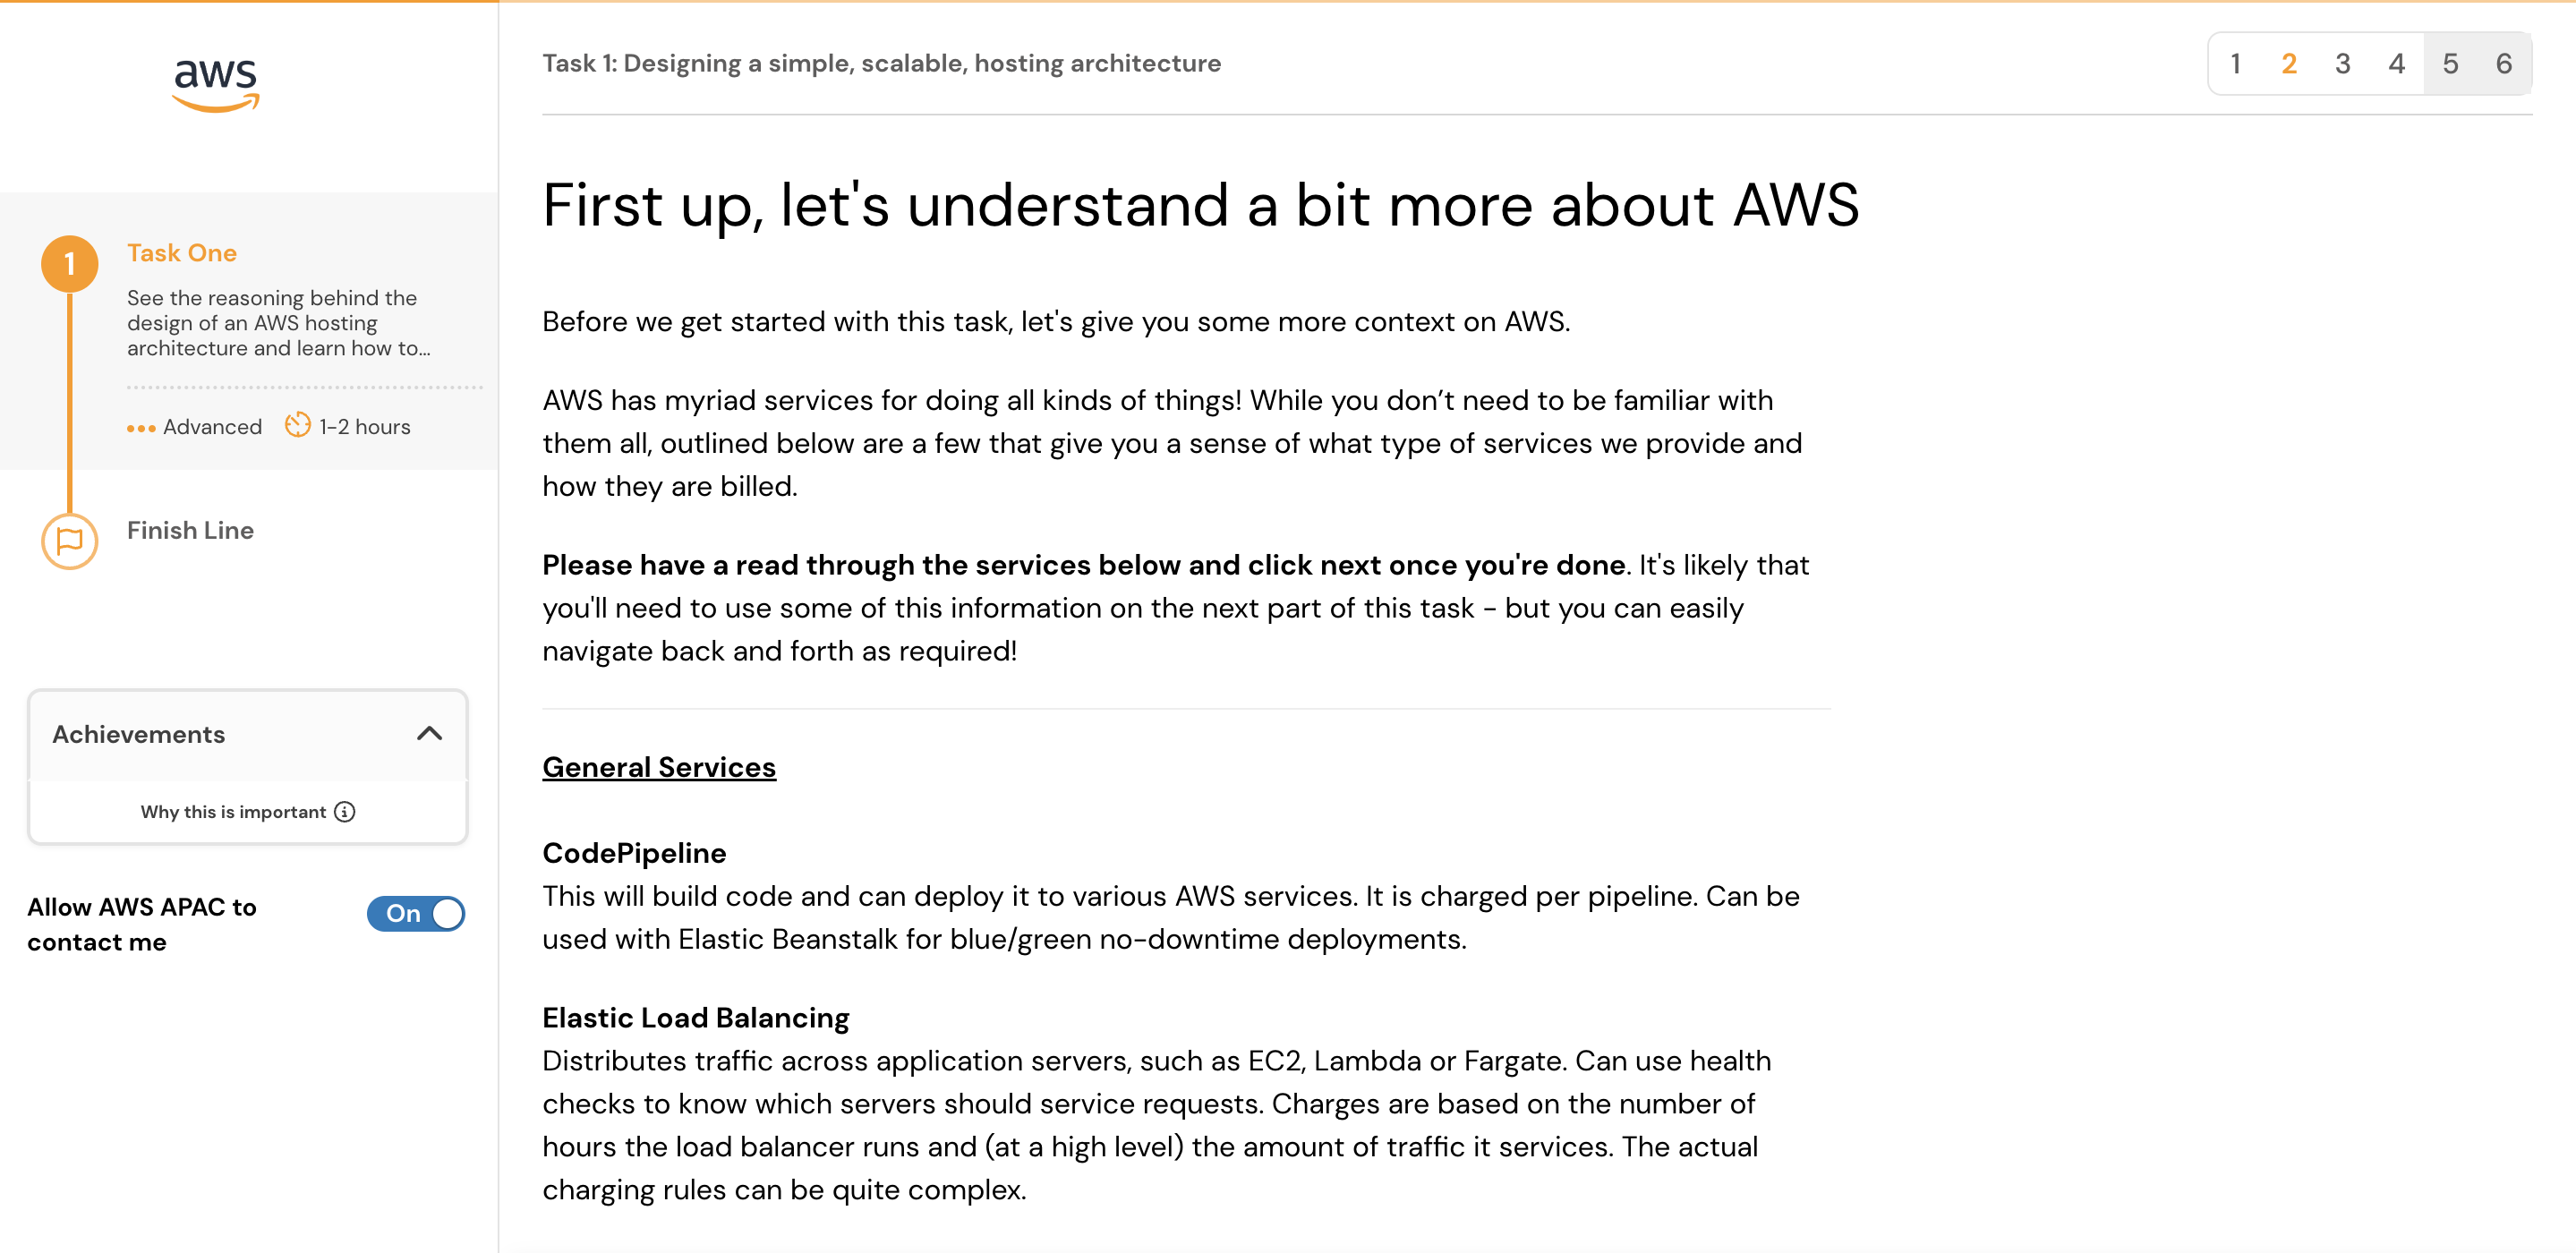 aws
Task One
See the reasoning behind the
design of an AWS hosting
architecture and learn how to...
Advanced
1-2 hours
Finish Line
Achievements
Why this is important
Allow AWS APAC to
contact me
On
Task 1: Designing a simple, scalable, hosting architecture
1 2 3 4 5 6
First up, let's understand a bit more about AWS
Before we get started with this task, let's give you some more context on AWS.
AWS has myriad services for doing all kinds of things! While you don’t need to be familiar with
them all, outlined below are a few that give you a sense of what type of services we provide and
how they are billed.
Please have a read through the services below and click next once you're done. It's likely that
you'll need to use some of this information on the next part of this task - but you can easily
navigate back and forth as required!
General Services
CodePipeline
This will build code and can deploy it to various AWS services. It is charged per pipeline. Can be
used with Elastic Beanstalk for blue/green no-downtime deployments.
Elastic Load Balancing
Distributes traffic across application servers, such as EC2, Lambda or Fargate. Can use health
checks to know which servers should service requests. Charges are based on the number of
hours the load balancer runs and (at a high level) the amount of traffic it services. The actual
charging rules can be quite complex.